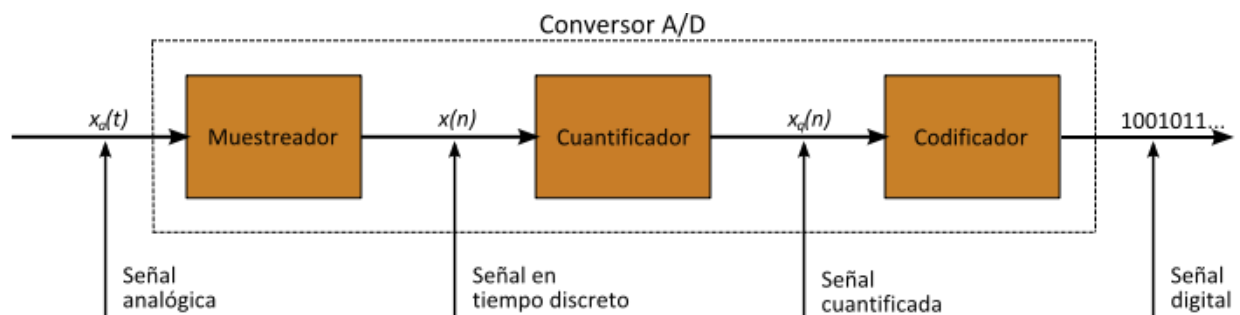 Conversor A/D
xa(t)
Muestreador
x(n)
Cuantificador
xq(n)
Codificador
1001011...
Señal
analógica
Señal en
tiempo discreto
Señal
cuantificada
Señal
digital